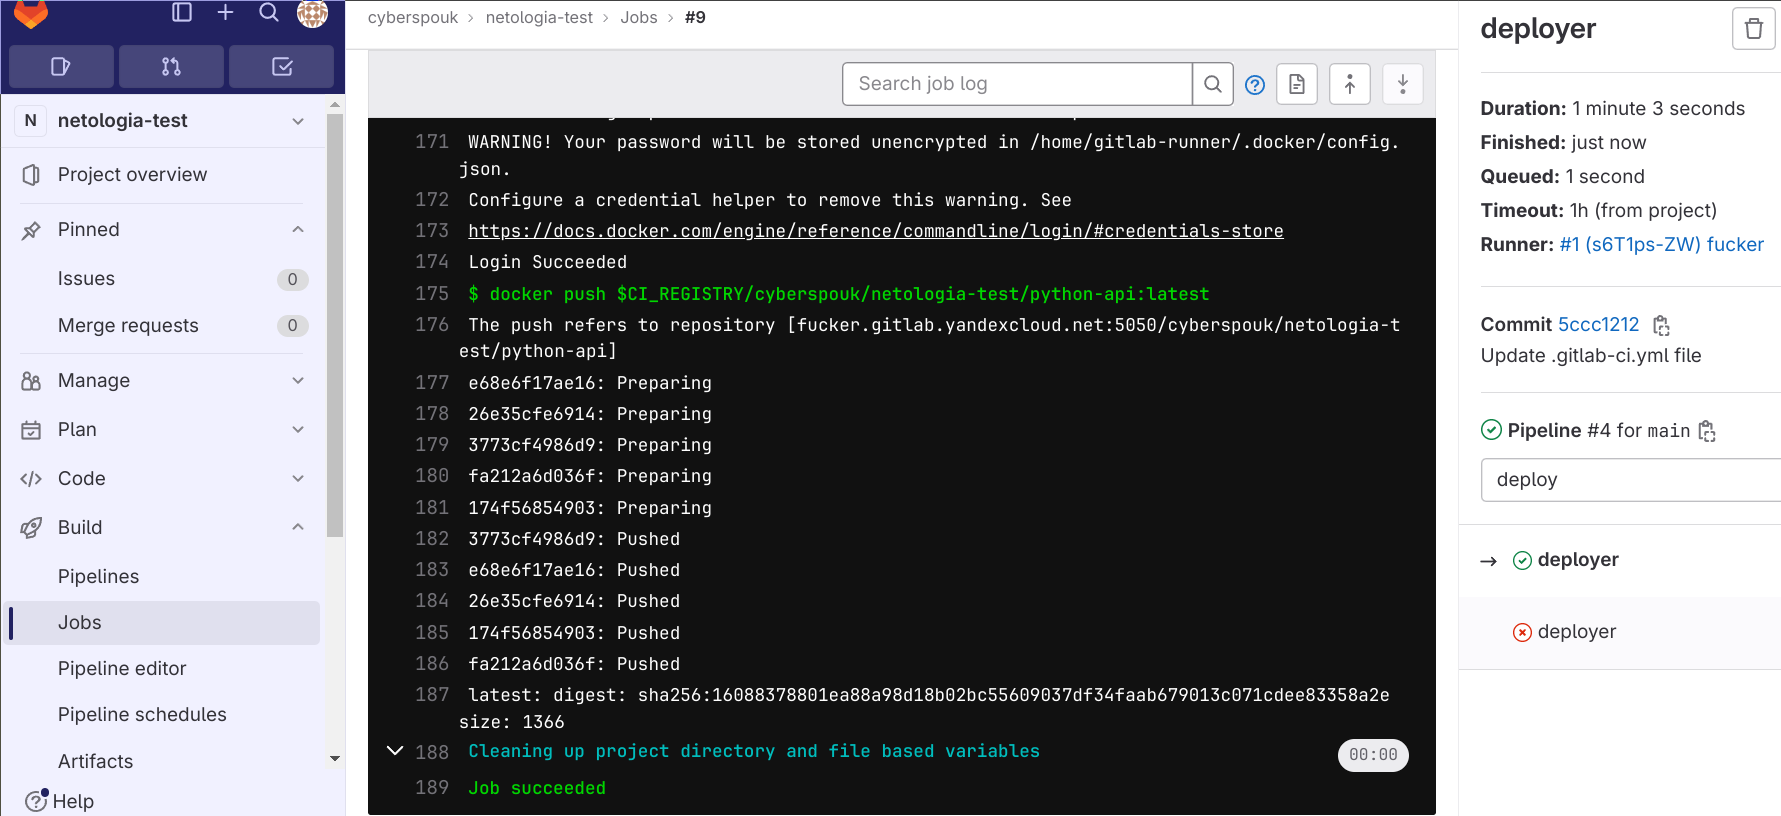 cyberspouk › netologia-test › Jobs › #9
N netologia-test
Project overview
Pinned
Issues 0
Merge requests 0
Manage
Plan
Code
Build
Pipelines
Jobs
Pipeline editor
Pipeline schedules
Artifacts
Help
Search job log
171 WARNING! Your password will be stored unencrypted in /home/gitlab-runner/.docker/config.
json.
172 Configure a credential helper to remove this warning. See
173 https://docs.docker.com/engine/reference/commandline/login/#credentials-store
174 Login Succeeded
175 $ docker push $CI_REGISTRY/cyberspouk/netologia-test/python-api:latest
176 The push refers to repository [fucker.gitlab.yandexcloud.net:5050/cyberspouk/netologia-t
est/python-api]
177 e68e6f17ae16: Preparing
178 26e35cfe6914: Preparing
179 3773cf4986d9: Preparing
180 fa212a6d036f: Preparing
181 174f56854903: Preparing
182 3773cf4986d9: Pushed
183 e68e6f17ae16: Pushed
184 26e35cfe6914: Pushed
185 174f56854903: Pushed
186 fa212a6d036f: Pushed
187 latest: digest: sha256:16088378801ea88a98d18b02bc55609037df34faab679013c071cdee83358a2e
size: 1366
188 Cleaning up project directory and file based variables 00:00
189 Job succeeded
deployer
Duration: 1 minute 3 seconds
Finished: just now
Queued: 1 second
Timeout: 1h (from project)
Runner: #1 (s6T1ps-ZW) fucker
Commit 5ccc1212
Update .gitlab-ci.yml file
Pipeline #4 for main
deploy
→ deployer
deployer